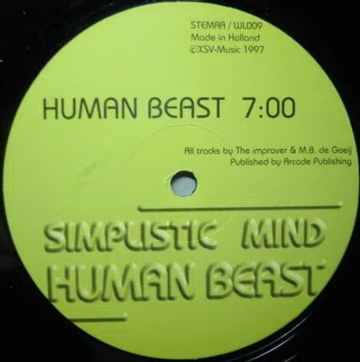 STEMRA / WL009
Made in Holland
ⓅⒸXSV-Music 1997
HUMAN BEAST 7:00
All tracks by The improver & M.B. de Goeij
Published by Arcade Publishing
SIMPLISTIC MIND
HUMAN BEAST